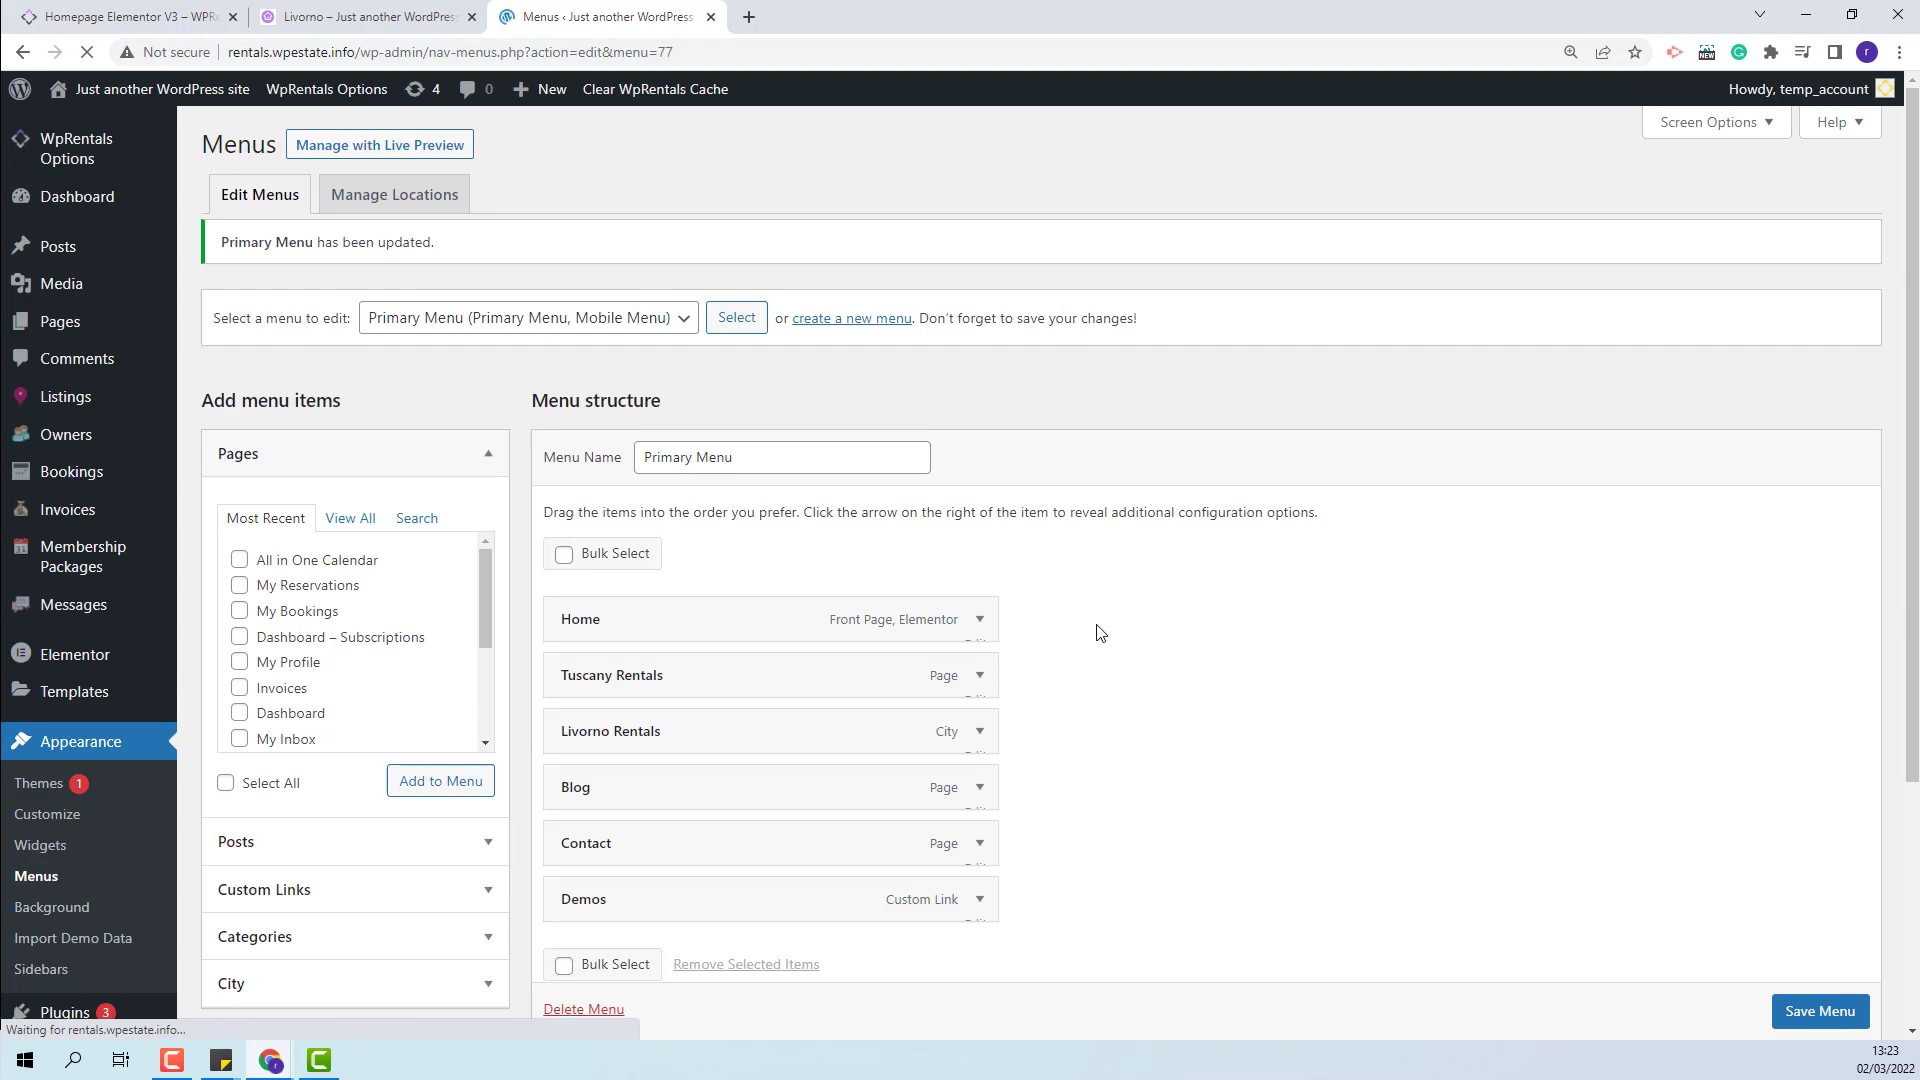 Homepage Elementor V3 – WPRe
Livorno – Just another WordPress
Menus ‹ Just another WordPress
Not secure
rentals.wpestate.info/wp-admin/nav-menus.php?action=edit&menu=77
NEW
r
Just another WordPress site
WpRentals Options
4
0
New
Clear WpRentals Cache
Howdy, temp_account
WpRentals Options
Dashboard
Posts
Media
Pages
Comments
Listings
Owners
Bookings
Invoices
Membership Packages
Messages
Elementor
Templates
Appearance
Themes 1
Customize
Widgets
Menus
Background
Import Demo Data
Sidebars
Plugins 3
Screen Options
Help
Menus
Manage with Live Preview
Edit Menus
Manage Locations
Primary Menu has been updated.
Select a menu to edit:
Primary Menu (Primary Menu, Mobile Menu)
Select
or create a new menu. Don't forget to save your changes!
Add menu items
Pages
Most Recent
View All
Search
All in One Calendar
My Reservations
My Bookings
Dashboard – Subscriptions
My Profile
Invoices
Dashboard
My Inbox
Select All
Add to Menu
Posts
Custom Links
Categories
City
Menu structure
Menu Name
Primary Menu
Drag the items into the order you prefer. Click the arrow on the right of the item to reveal additional configuration options.
Bulk Select
Home
Front Page, Elementor
Tuscany Rentals
Page
Livorno Rentals
City
Blog
Page
Contact
Page
Demos
Custom Link
Bulk Select
Remove Selected Items
Delete Menu
Save Menu
Waiting for rentals.wpestate.info...
13:23
02/03/2022